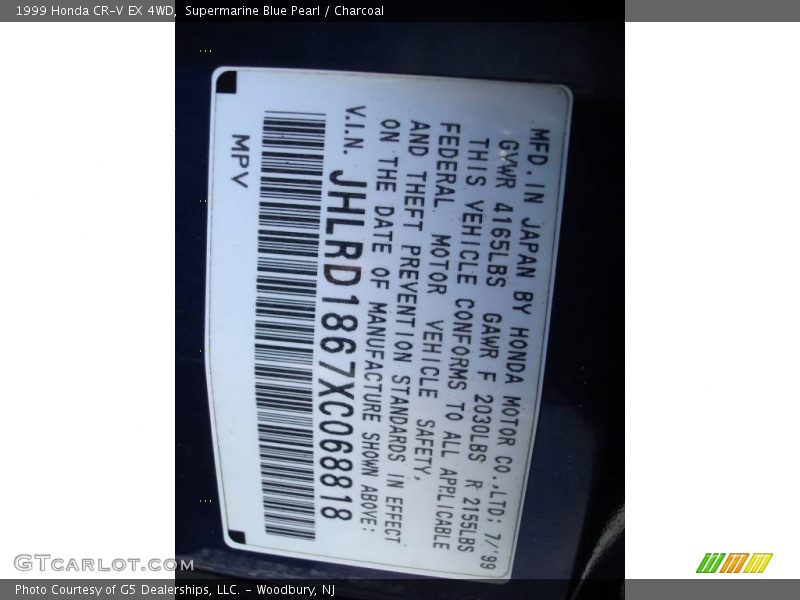 1999 Honda CR-V EX 4WD, Supermarine Blue Pearl / Charcoal
MFD. IN JAPAN BY HONDA MOTOR CO.,LTD; 7/'99
GVWR 4165LBS GAWR F 2030LBS R 2155LBS
THIS VEHICLE CONFORMS TO ALL APPLICABLE
FEDERAL MOTOR VEHICLE SAFETY,
AND THEFT PREVENTION STANDARDS IN EFFECT
ON THE DATE OF MANUFACTURE SHOWN ABOVE:
V.I.N. JHLRD1867XC068818
MPV
GTCarLot.com
Photo Courtesy of G5 Dealerships, LLC. - Woodbury, NJ